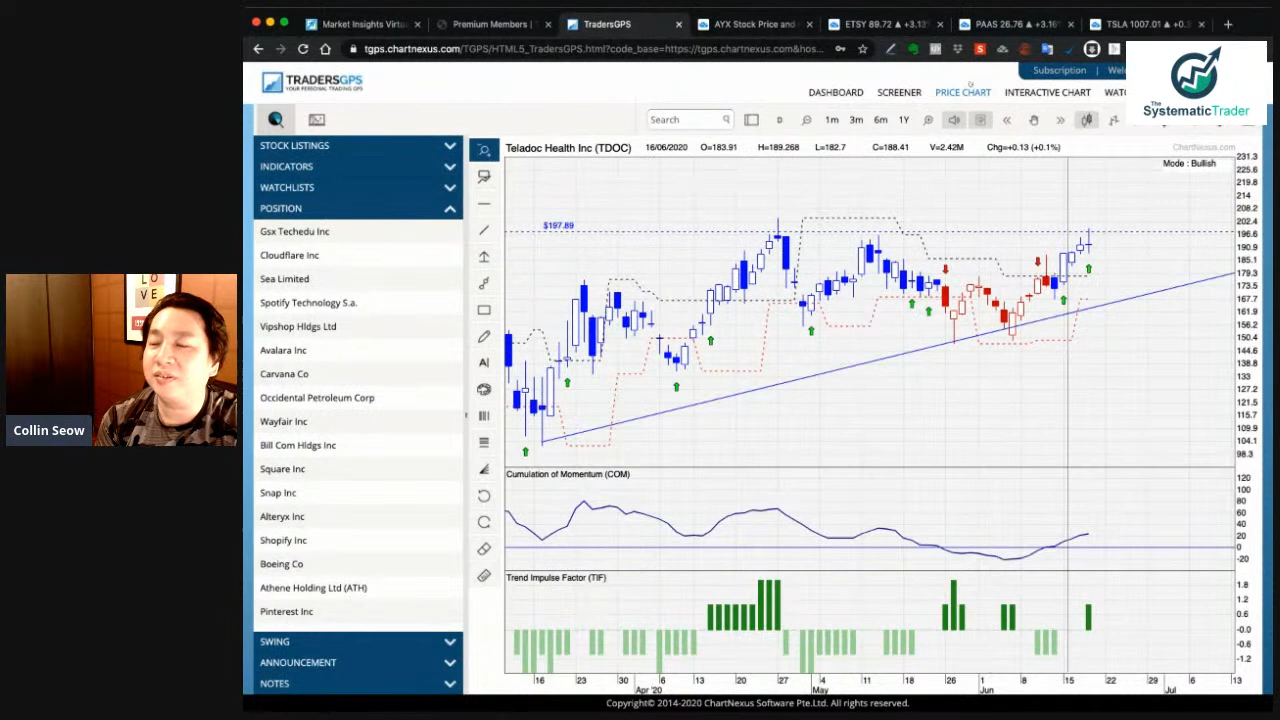 Market Insights Virtu
Premium Members | T
TradersGPS
AYX Stock Price and
ETSY 89.72 ▲ +3.13
PAAS 26.76 ▲ +3.16
TSLA 1007.01 ▲ +0.
tgps.chartnexus.com/TGPS/HTML5_TradersGPS.html?code_base=https://tgps.chartnexus.com&hos...
TRADERSGPS
YOUR PERSONAL TRADING GPS
Subscription | Welc
The
SystematicTrader
DASHBOARD SCREENER PRICE CHART INTERACTIVE CHART WATC
Search
D
1m 3m 6m 1Y
STOCK LISTINGS
INDICATORS
WATCHLISTS
POSITION
Gsx Techedu Inc
Cloudflare Inc
Sea Limited
Spotify Technology S.a.
Vipshop Hldgs Ltd
Avalara Inc
Carvana Co
Occidental Petroleum Corp
Wayfair Inc
Bill Com Hldgs Inc
Square Inc
Snap Inc
Alteryx Inc
Shopify Inc
Boeing Co
Athene Holding Ltd (ATH)
Pinterest Inc
SWING
ANNOUNCEMENT
NOTES
Teladoc Health Inc (TDOC) 16/06/2020 O=183.91 H=189.268 L=182.7 C=188.41 V=2.42M Chg=+0.13 (+0.1%)
ChartNexus.com
Mode : Bullish
$197.89
231.3
225.6
219.8
214
208.2
202.4
196.6
190.9
185.1
179.3
173.5
167.7
161.9
156.2
150.4
144.6
138.8
133
127.2
121.5
115.7
109.9
104.1
98.3
Cumulation of Momentum (COM)
120
100
80
60
40
20
0
-20
Trend Impulse Factor (TIF)
1.8
1.2
0.6
-0.0
-0.6
-1.2
16 23 30 6 13 20 27 4 11 18 26 1 8 15 22 29 6 13
Apr '20 May Jun Jul
Copyright© 2014-2020 ChartNexus Software Pte.Ltd. All rights reserved.
LO
VE
Collin Seow